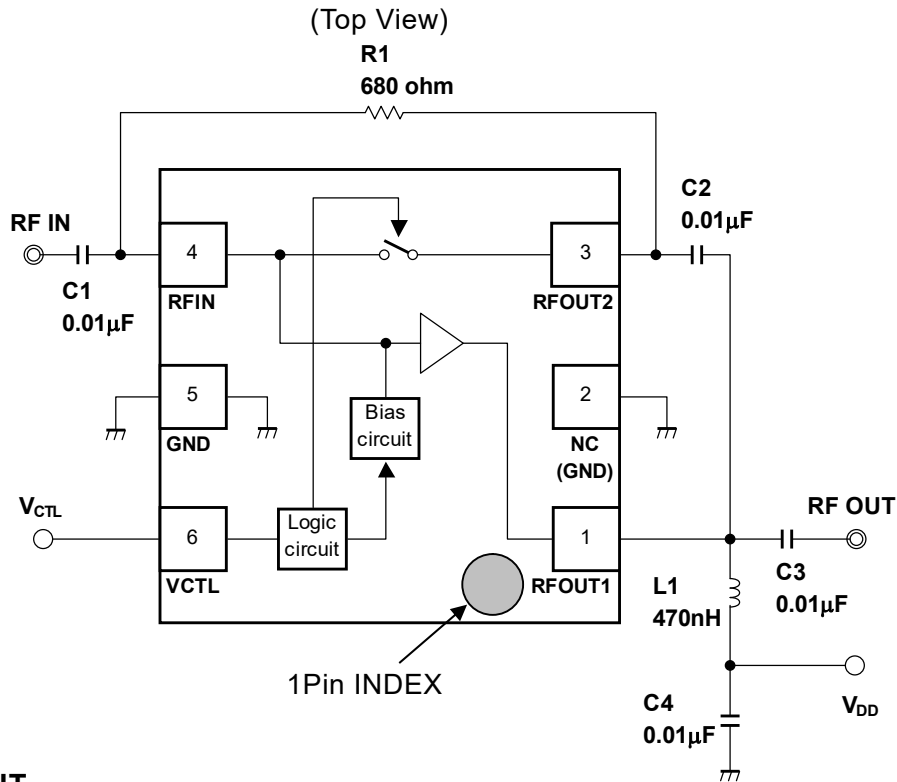 (Top View)
R1
680 ohm
C2
0.01μF
RF IN
4
3
C1
0.01μF
RFIN
RFOUT2
5
2
Bias
circuit
GND
NC
(GND)
VCTL
RF OUT
6
Logic
circuit
1
VCTL
RFOUT1
L1
470nH
C3
0.01μF
1Pin INDEX
C4
0.01μF
VDD